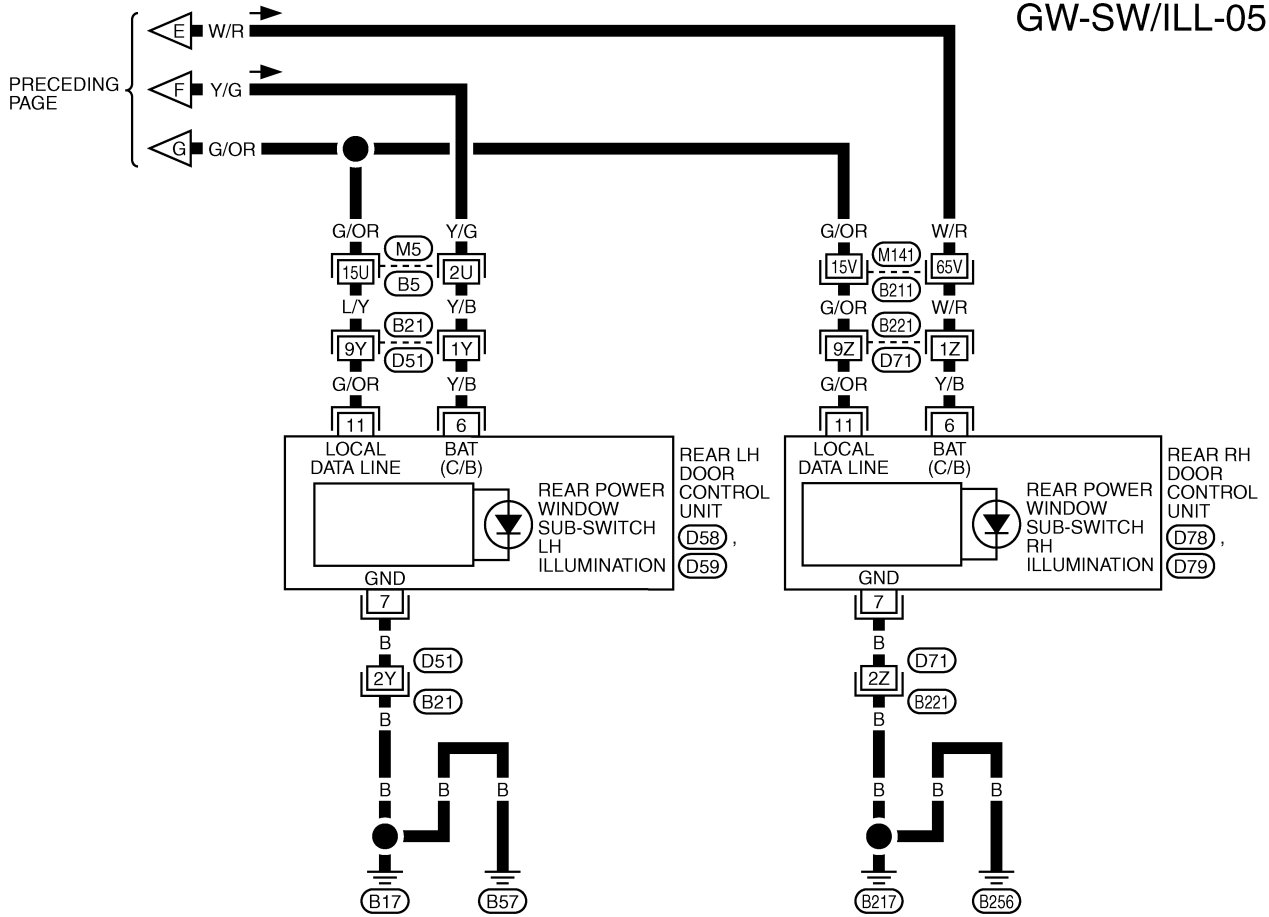 GW-SW/ILL-05
PRECEDING
PAGE
E W/R
F Y/G
G G/OR
G/OR Y/G G/OR W/R
M5 M141
15U 2U 15V 65V
B5 B211
L/Y Y/B G/OR W/R
B21 B221
9Y 1Y 9Z 1Z
D51 D71
G/OR Y/B G/OR Y/B
11 6 11 6
LOCAL
DATA LINE
BAT
(C/B)
REAR POWER
WINDOW
SUB-SWITCH
LH
ILLUMINATION
REAR LH
DOOR
CONTROL
UNIT
D58 ,
D59
GND
7
LOCAL
DATA LINE
BAT
(C/B)
REAR POWER
WINDOW
SUB-SWITCH
RH
ILLUMINATION
REAR RH
DOOR
CONTROL
UNIT
D78 ,
D79
GND
7
B B
D51 D71
2Y 2Z
B21 B221
B B
B B B B B B
B17 B57 B217 B256